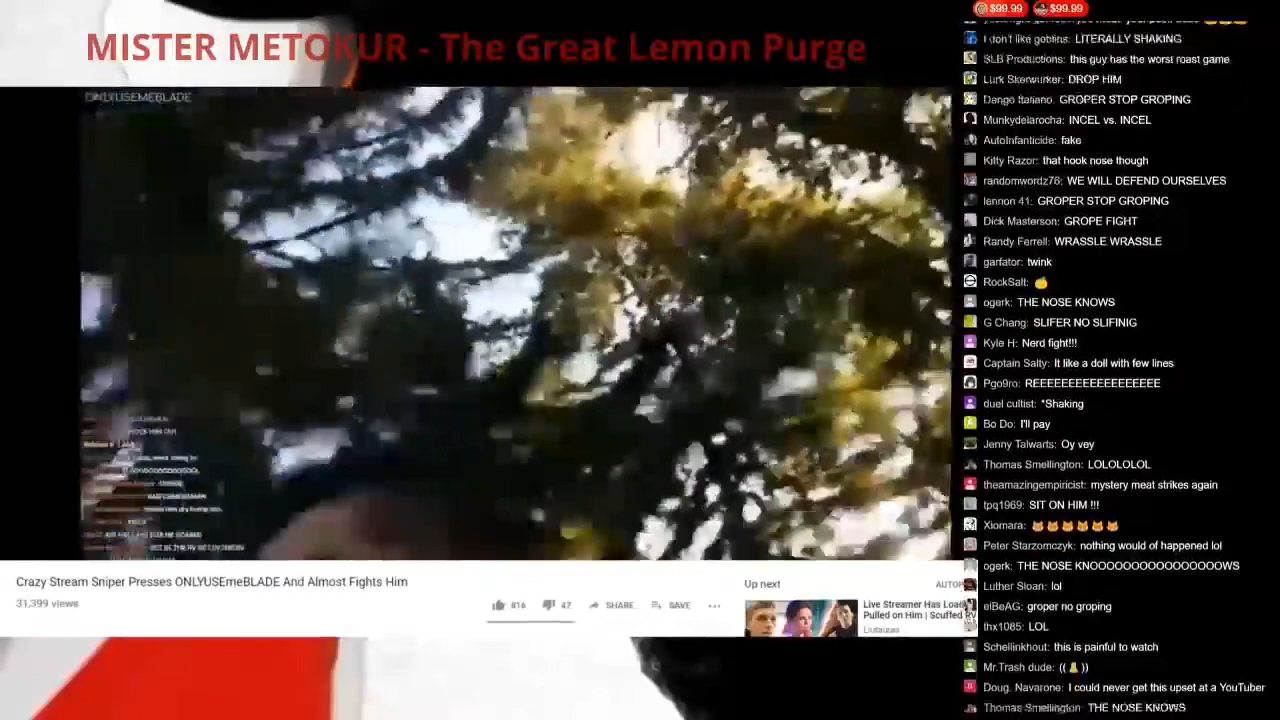 $99.99 $99.99
MISTER METOKUR - The Great Lemon Purge
ONLYUSEMEBLADE
I don't like goblins: LITERALLY SHAKING
SLB Productions: this guy has the worst roast game
Lurk Skerwurker: DROP HIM
Dango Italiano: GROPER STOP GROPING
Munkydelarocha: INCEL vs. INCEL
AutoInfanticide: fake
Kitty Razor: that hook nose though
randomwordz76: WE WILL DEFEND OURSELVES
lennon 41: GROPER STOP GROPING
Dick Masterson: GROPE FIGHT
Randy Ferrell: WRASSLE WRASSLE
garfator: twink
RockSalt: 🍊
ogerk: THE NOSE KNOWS
G Chang: SLIFER NO SLIFINIG
Kyle H: Nerd fight!!!
Captain Salty: It like a doll with few lines
Pgo9ro: REEEEEEEEEEEEEEEEEEE
duel cultist: *Shaking
Bo Do: I'll pay
Jenny Talwarts: Oy vey
Thomas Smellington: LOLOLOLOL
theamazingempiricist: mystery meat strikes again
tpq1969: SIT ON HIM !!!
Xiomara: 🐱🐱🐱🐱🐱🐱
Peter Starzomczyk: nothing would of happened lol
ogerk: THE NOSE KNOOOOOOOOOOOOOOOOWS
Luther Sloan: lol
elBeAG: groper no groping
thx1085: LOL
Schellinkhout: this is painful to watch
Mr.Trash dude: ((👃))
Doug. Navarone: I could never get this upset at a YouTuber
Thomas Smellington: THE NOSE KNOWS
Crazy Stream Sniper Presses ONLYUSEmeBLADE And Almost Fights Him
31,399 views
816 47 SHARE SAVE
Up next
Live Streamer Has
Pulled on Him | Scuffed